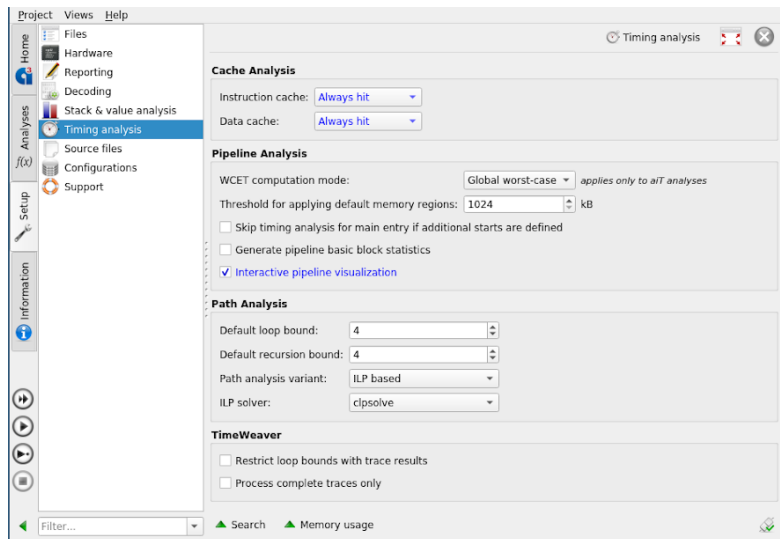 Project Views Help
Home
Analyses
f(x)
Setup
Information
Files
Hardware
Reporting
Decoding
Stack & value analysis
Timing analysis
Source files
Configurations
Support
Filter...
Timing analysis
Cache Analysis
Instruction cache: Always hit
Data cache: Always hit
Pipeline Analysis
WCET computation mode: Global worst-case applies only to aiT analyses
Threshold for applying default memory regions: 1024 kB
Skip timing analysis for main entry if additional starts are defined
Generate pipeline basic block statistics
Interactive pipeline visualization
Path Analysis
Default loop bound: 4
Default recursion bound: 4
Path analysis variant: ILP based
ILP solver: clpsolve
TimeWeaver
Restrict loop bounds with trace results
Process complete traces only
Search Memory usage